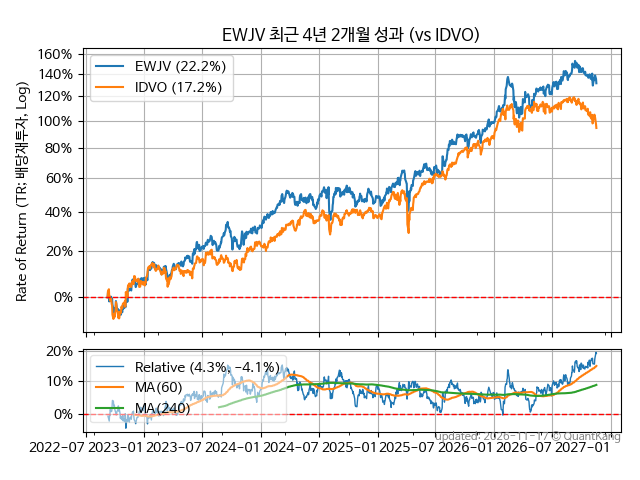 EWJV 최근 4년 2개월 성과 (vs IDVO)
Rate of Return (TR; 배당재투자, Log)
160%
140%
120%
100%
80%
60%
40%
20%
0%
EWJV (22.2%)
IDVO (17.2%)
20%
10%
0%
Relative (4.3%, −4.1%)
MA(60)
MA(240)
2022-07 2023-01 2023-07 2024-01 2024-07 2025-01 2025-07 2026-01 2026-07 2027-01
updated: 2026-11-17 © QuantKang